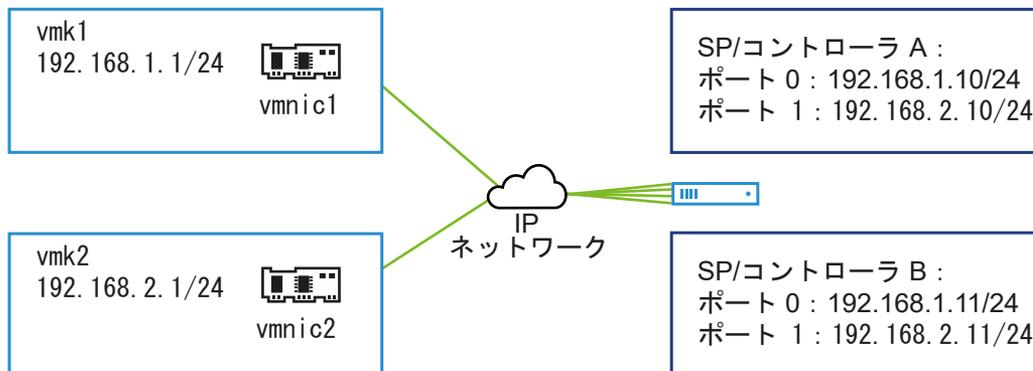 vmk1
192.168.1.1/24
vmnic1
SP/コントローラ A：
ポート 0：192.168.1.10/24
ポート 1：192.168.2.10/24
IP
ネットワーク
vmk2
192.168.2.1/24
vmnic2
SP/コントローラ B：
ポート 0：192.168.1.11/24
ポート 1：192.168.2.11/24